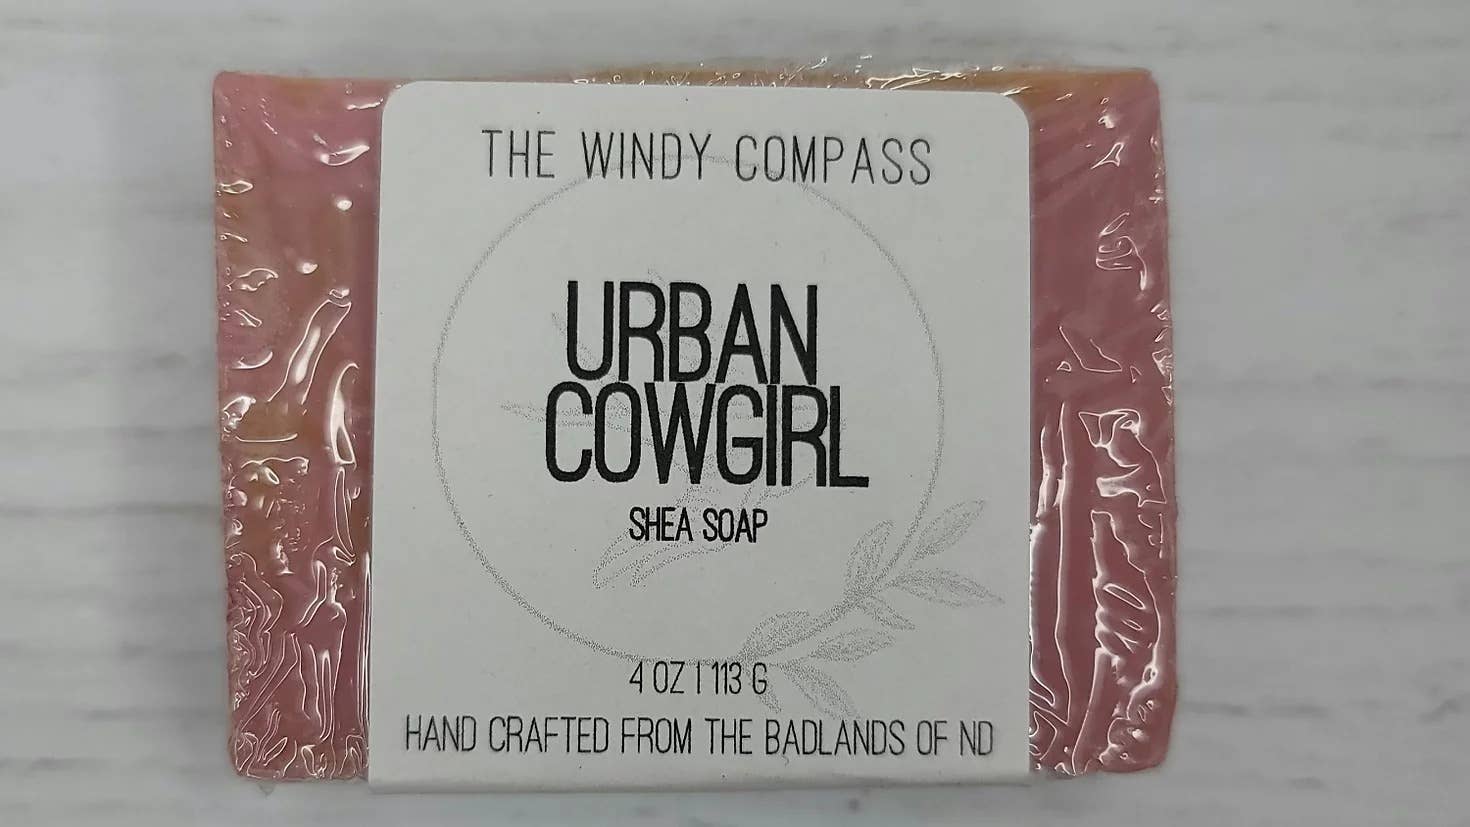 THE WINDY COMPASS
URBAN
COWGIRL
SHEA SOAP
4 OZ | 113 G
HAND CRAFTED FROM THE BADLANDS OF ND